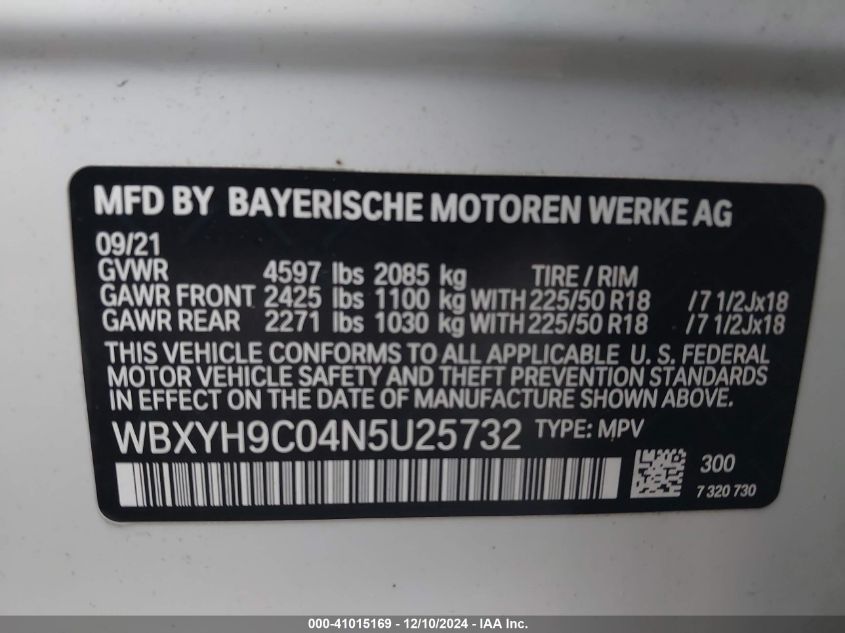 MFD BY BAYERISCHE MOTOREN WERKE AG
09/21
GVWR 4597 lbs 2085 kg TIRE / RIM
GAWR FRONT 2425 lbs 1100 kg WITH 225/50 R18 /7 1/2Jx18
GAWR REAR 2271 lbs 1030 kg WITH 225/50 R18 /7 1/2Jx18
THIS VEHICLE CONFORMS TO ALL APPLICABLE U. S. FEDERAL
MOTOR VEHICLE SAFETY AND THEFT PREVENTION STANDARDS
IN EFFECT ON THE DATE OF MANUFACTURE SHOWN ABOVE.
WBXYH9C04N5U25732 TYPE: MPV
300
7 320 730
000-41015169 - 12/10/2024 - IAA Inc.